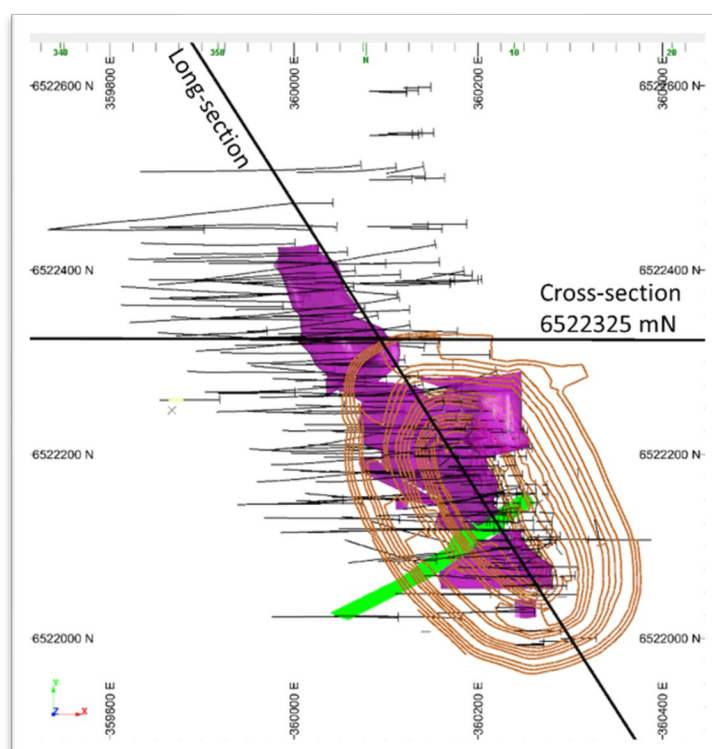 340
350
N
10
20
359800 E
360000 E
360200 E
360400 E
6522600 N
6522600 N
Long-section
6522400 N
6522400 N
Cross-section
6522325 mN
6522200 N
6522200 N
6522000 N
6522000 N
Y
Z
X
359800 E
360000 E
360200 E
360400 E